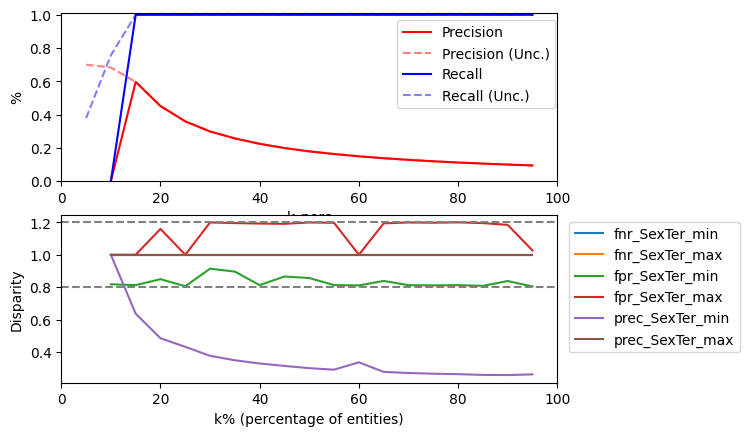 1.0
0.8
0.6
0.4
0.2
0.0
%
Precision
Precision (Unc.)
Recall
Recall (Unc.)
0
20
40
60
80
100
1.2
1.0
0.8
0.6
0.4
Disparity
fnr_SexTer_min
fnr_SexTer_max
fpr_SexTer_min
fpr_SexTer_max
prec_SexTer_min
prec_SexTer_max
0
20
40
60
80
100
k% (percentage of entities)